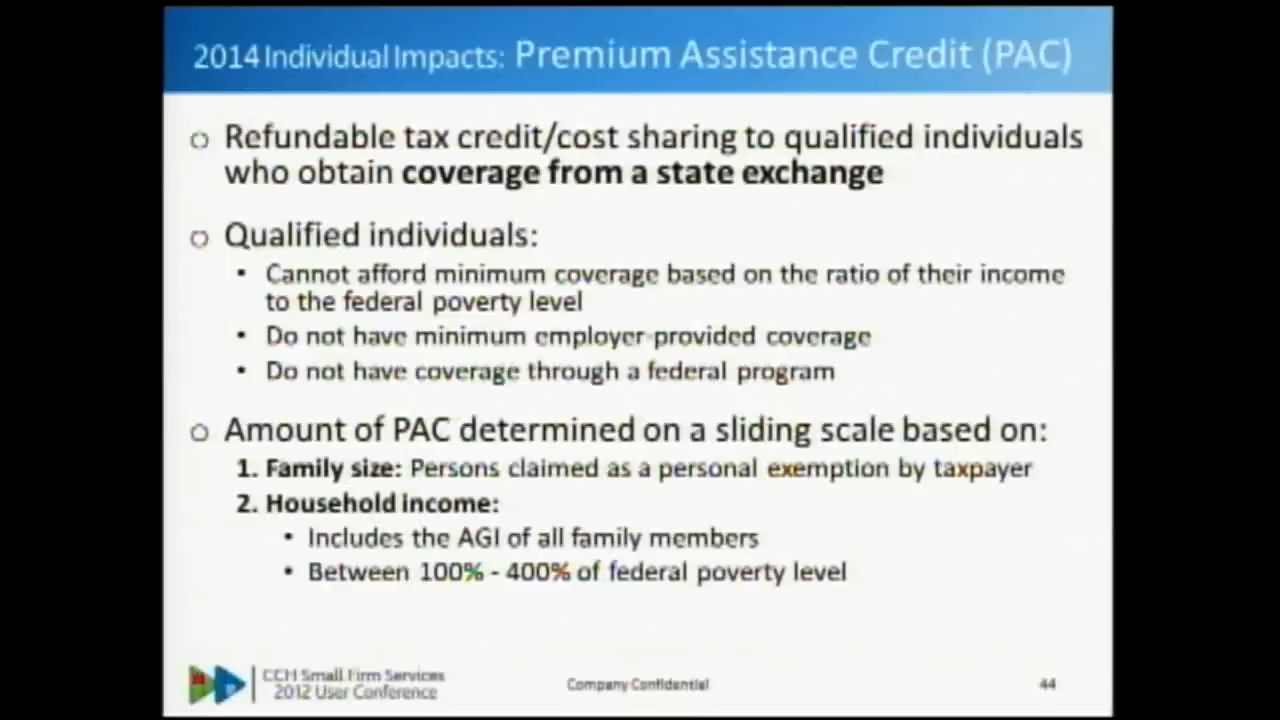 2014 Individual Impacts: Premium Assistance Credit (PAC)
Refundable tax credit/cost sharing to qualified individuals
who obtain coverage from a state exchange
Qualified individuals:
Cannot afford minimum coverage based on the ratio of their income
to the federal poverty level
Do not have minimum employer-provided coverage
Do not have coverage through a federal program
Amount of PAC determined on a sliding scale based on:
1. Family size: Persons claimed as a personal exemption by taxpayer
2. Household income:
Includes the AGI of all family members
Between 100% - 400% of federal poverty level
CCH Small Firm Services
2012 User Conference
Company Confidential
44